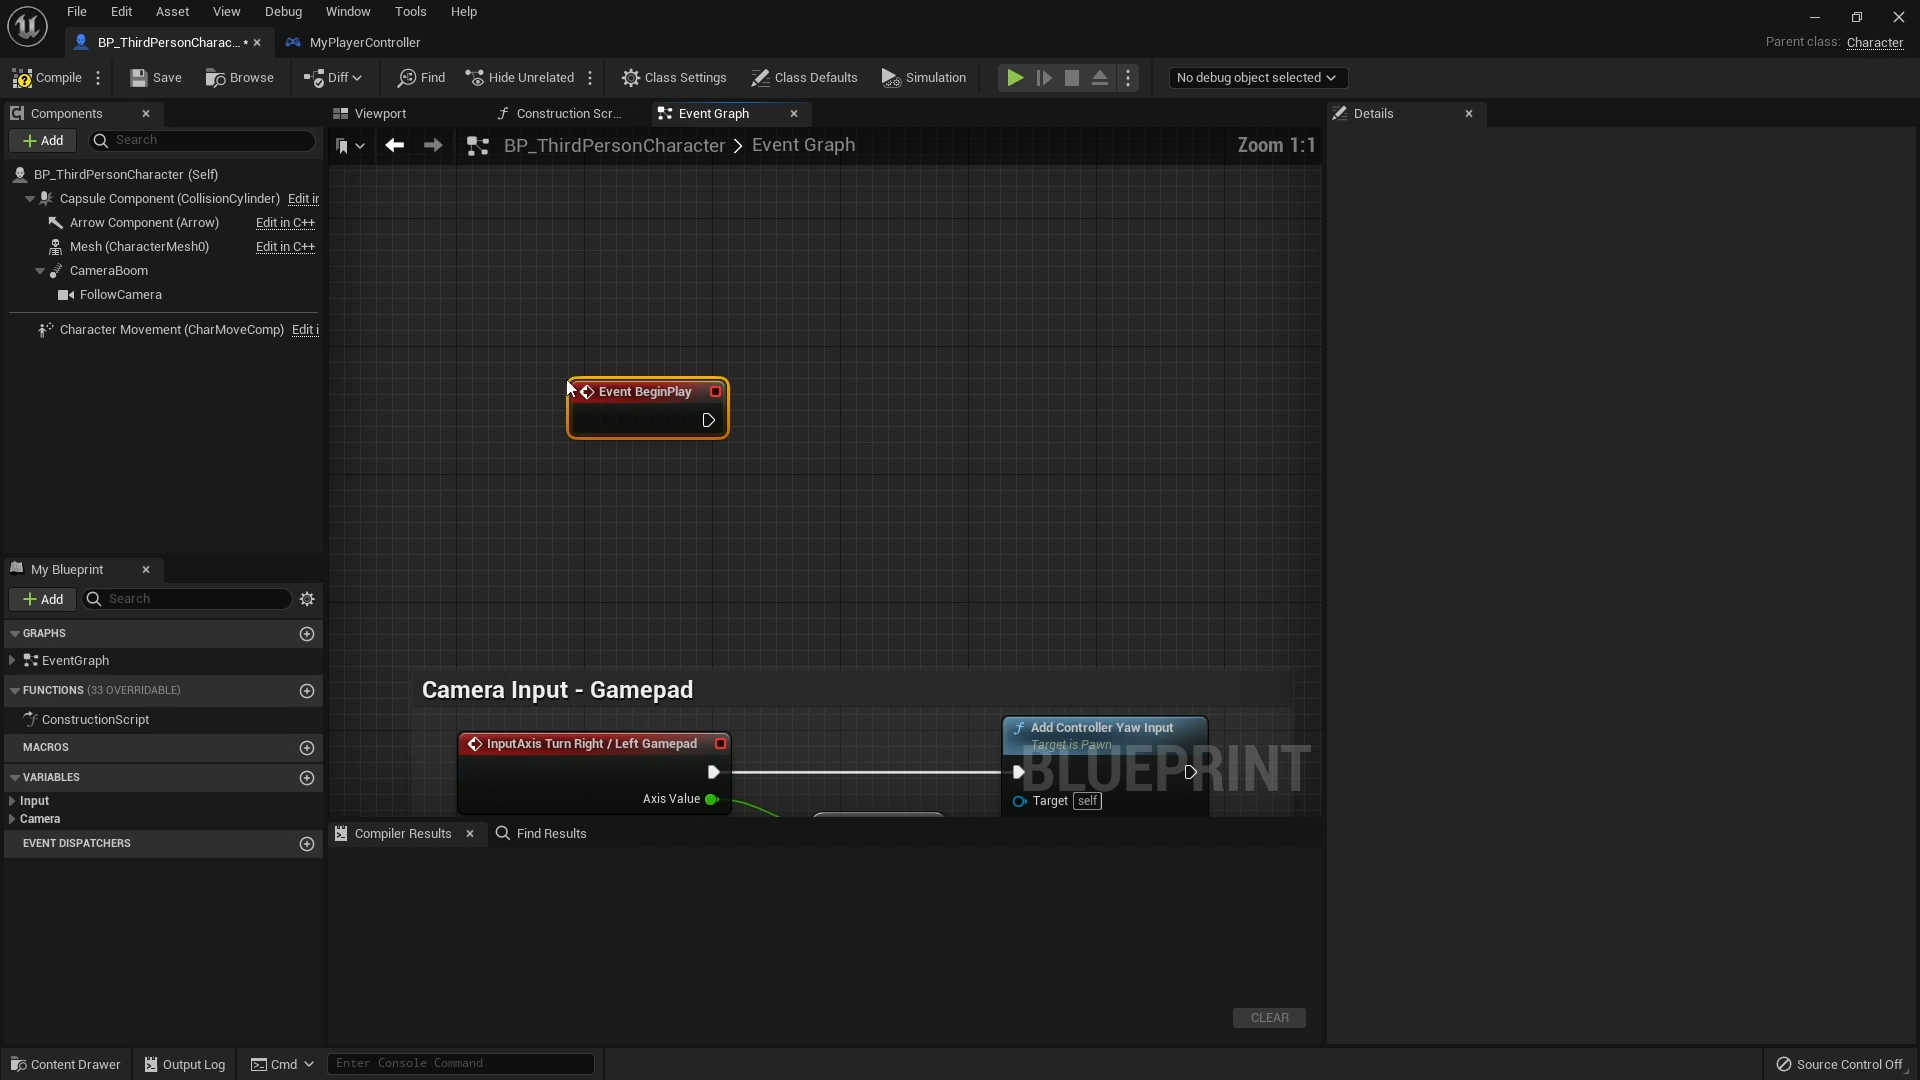 File Edit Asset View Debug Window Tools Help
BP_ThirdPersonCharac... • MyPlayerController
Parent class: Character
Compile Save Browse Diff Find Hide Unrelated Class Settings Class Defaults Simulation No debug object selected
Components
Add Search
BP_ThirdPersonCharacter (Self)
Capsule Component (CollisionCylinder) Edit ir
Arrow Component (Arrow) Edit in C++
Mesh (CharacterMesh0) Edit in C++
CameraBoom
FollowCamera
Character Movement (CharMoveComp) Edit i
Viewport Construction Scr... Event Graph
BP_ThirdPersonCharacter > Event Graph Zoom 1:1
Event BeginPlay
Camera Input - Gamepad
InputAxis Turn Right / Left Gamepad
Axis Value
Add Controller Yaw Input
Target is Pawn
Target self
BLUEPRINT
Details
My Blueprint
Add Search
GRAPHS
EventGraph
FUNCTIONS (33 OVERRIDABLE)
ConstructionScript
MACROS
VARIABLES
Input
Camera
EVENT DISPATCHERS
Compiler Results Find Results
CLEAR
Content Drawer Output Log Cmd Enter Console Command Source Control Off